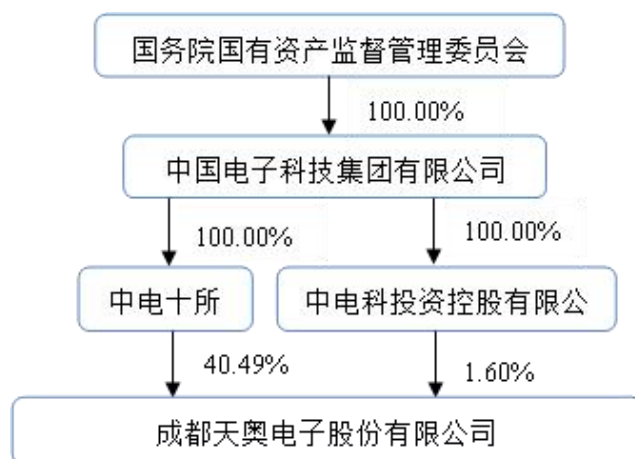 国务院国有资产监督管理委员会
100.00%
中国电子科技集团有限公司
100.00%
100.00%
中电十所
中电科投资控股有限公
40.49%
1.60%
成都天奥电子股份有限公司